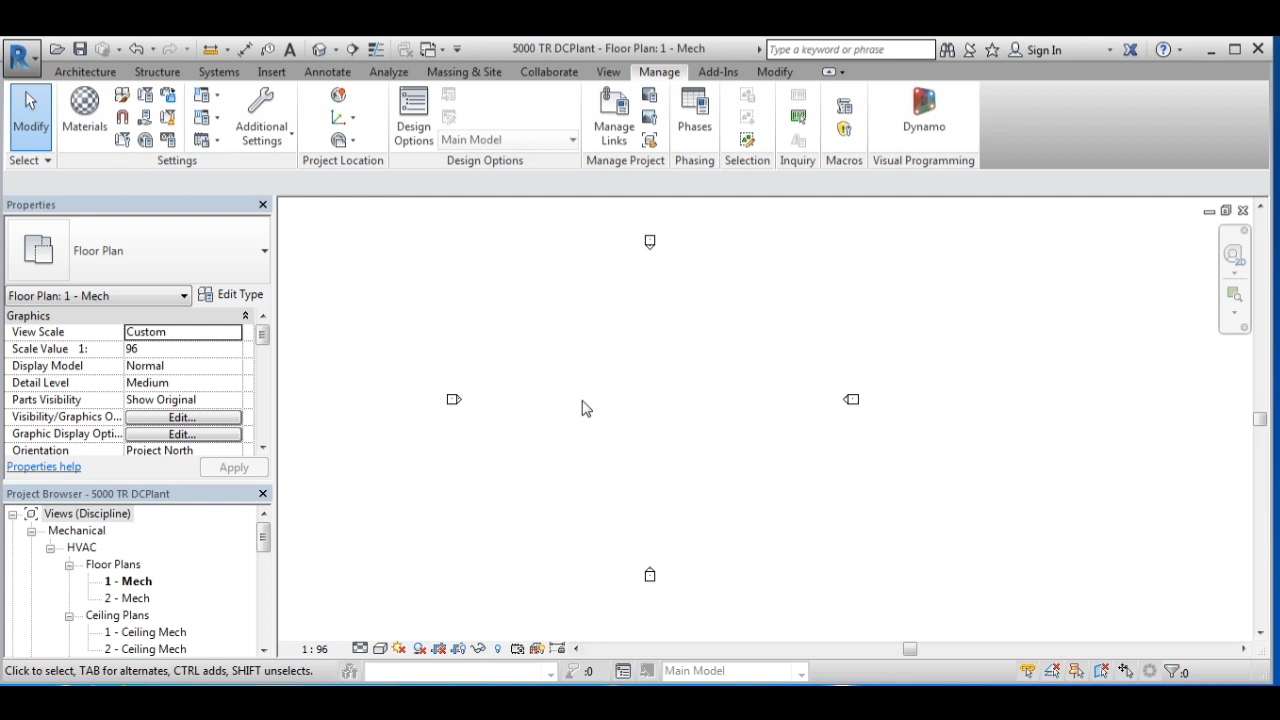 5000 TR DCPlant - Floor Plan: 1 - Mech
Type a keyword or phrase
Sign In
Architecture Structure Systems Insert Annotate Analyze Massing & Site Collaborate View Manage Add-Ins Modify
Modify
Materials
Additional Settings
Design Options
Main Model
Manage Links
Phases
Dynamo
Select Settings Project Location Design Options Manage Project Phasing Selection Inquiry Macros Visual Programming
Properties
Floor Plan
Floor Plan: 1 - Mech Edit Type
Graphics
View Scale Custom
Scale Value 1: 96
Display Model Normal
Detail Level Medium
Parts Visibility Show Original
Visibility/Graphics O... Edit...
Graphic Display Opti... Edit...
Orientation Project North
Properties help Apply
Project Browser - 5000 TR DCPlant
Views (Discipline)
Mechanical
HVAC
Floor Plans
1 - Mech
2 - Mech
Ceiling Plans
1 - Ceiling Mech
2 - Ceiling Mech
2D
1 : 96
Click to select, TAB for alternates, CTRL adds, SHIFT unselects.
:0
Main Model
:0